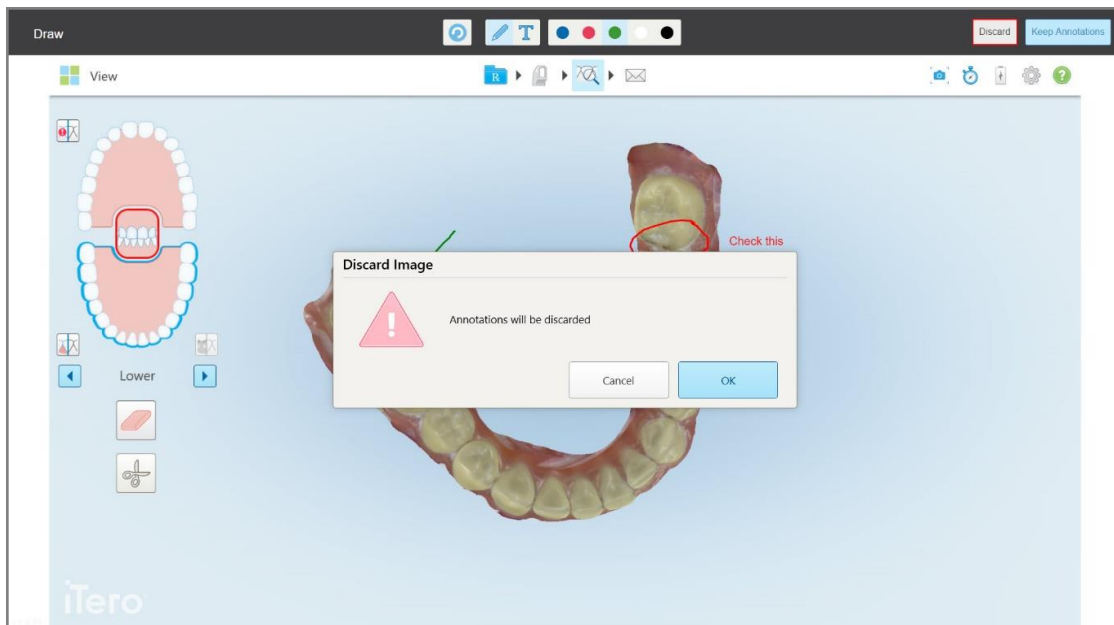 Draw
T
Discard
Keep Annotations
View
R
Check this
Discard Image
Annotations will be discarded
Cancel
OK
Lower
iTero